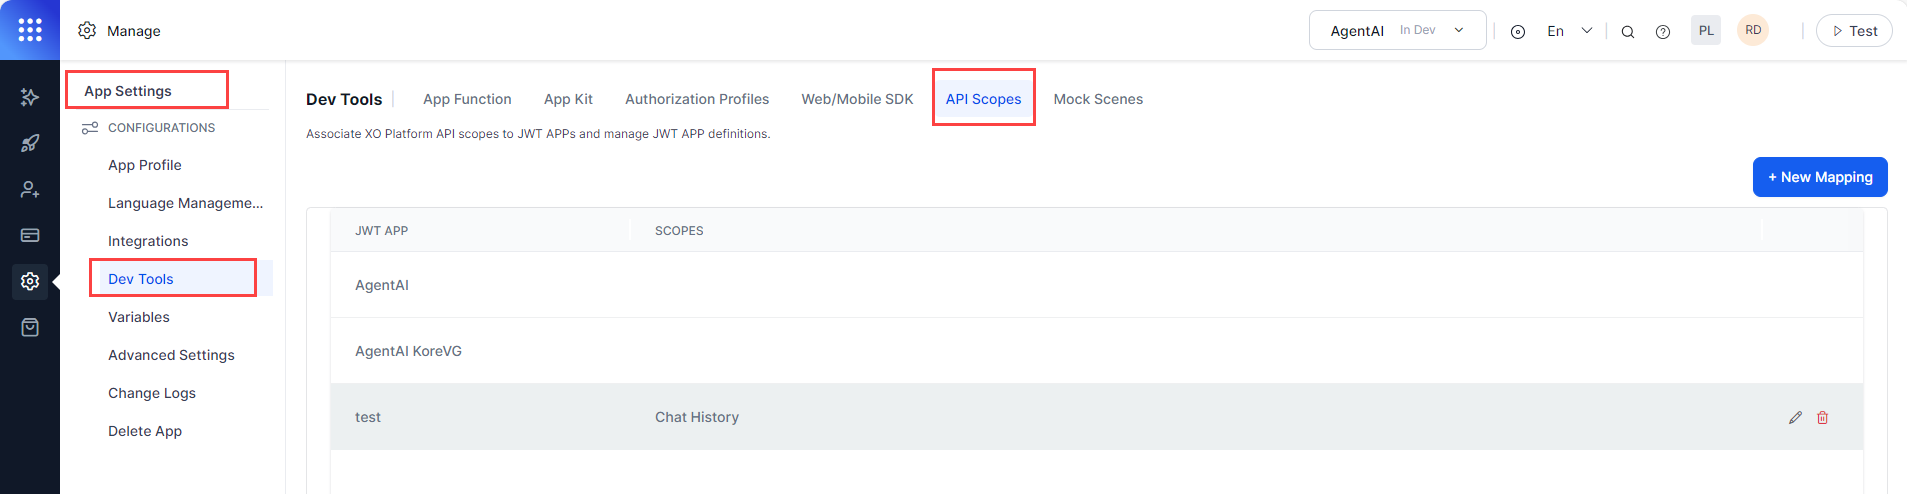 Manage
AgentAI In Dev
En
PL
RD
Test
App Settings
CONFIGURATIONS
App Profile
Language Manageme...
Integrations
Dev Tools
Variables
Advanced Settings
Change Logs
Delete App
Dev Tools App Function App Kit Authorization Profiles Web/Mobile SDK API Scopes Mock Scenes
Associate XO Platform API scopes to JWT APPs and manage JWT APP definitions.
+ New Mapping
JWT APP SCOPES
AgentAI
AgentAI KoreVG
test Chat History